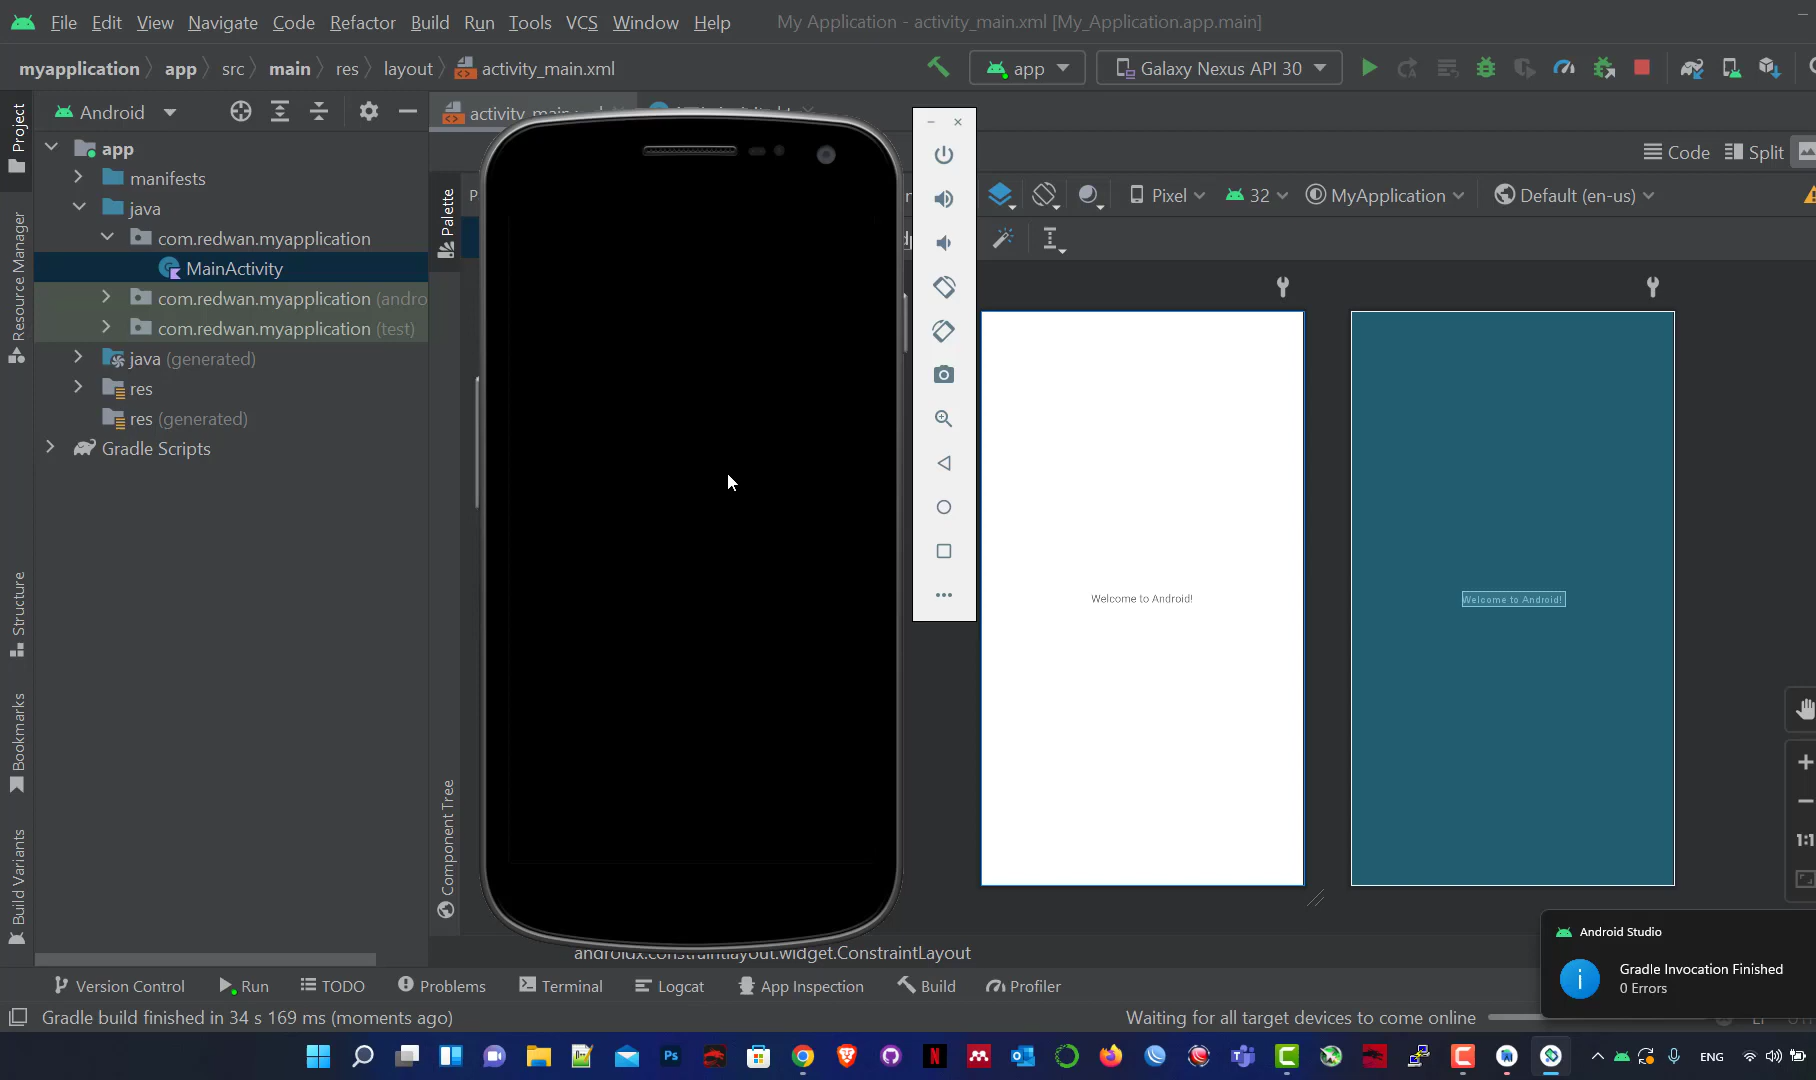 File Edit View Navigate Code Refactor Build Run Tools VCS Window Help My Application - activity_main.xml [My_Application.app.main]
myapplication app src main res layout activity_main.xml app Galaxy Nexus API 30
Android
activity
Code Split
Pixel 32 MyApplication Default (en-us)
app
manifests
java
com.redwan.myapplication
MainActivity
com.redwan.myapplication (andro
com.redwan.myapplication (test)
java (generated)
res
res (generated)
Gradle Scripts
Project
Resource Manager
Structure
Bookmarks
Build Variants
Palette
Component Tree
Welcome to Android!
Welcome to Android!
1:1
androidx.constraintlayout.widget.ConstraintLayout
Android Studio
Gradle Invocation Finished
0 Errors
Version Control Run TODO Problems Terminal Logcat App Inspection Build Profiler
Gradle build finished in 34 s 169 ms (moments ago) Waiting for all target devices to come online
Ps ENG